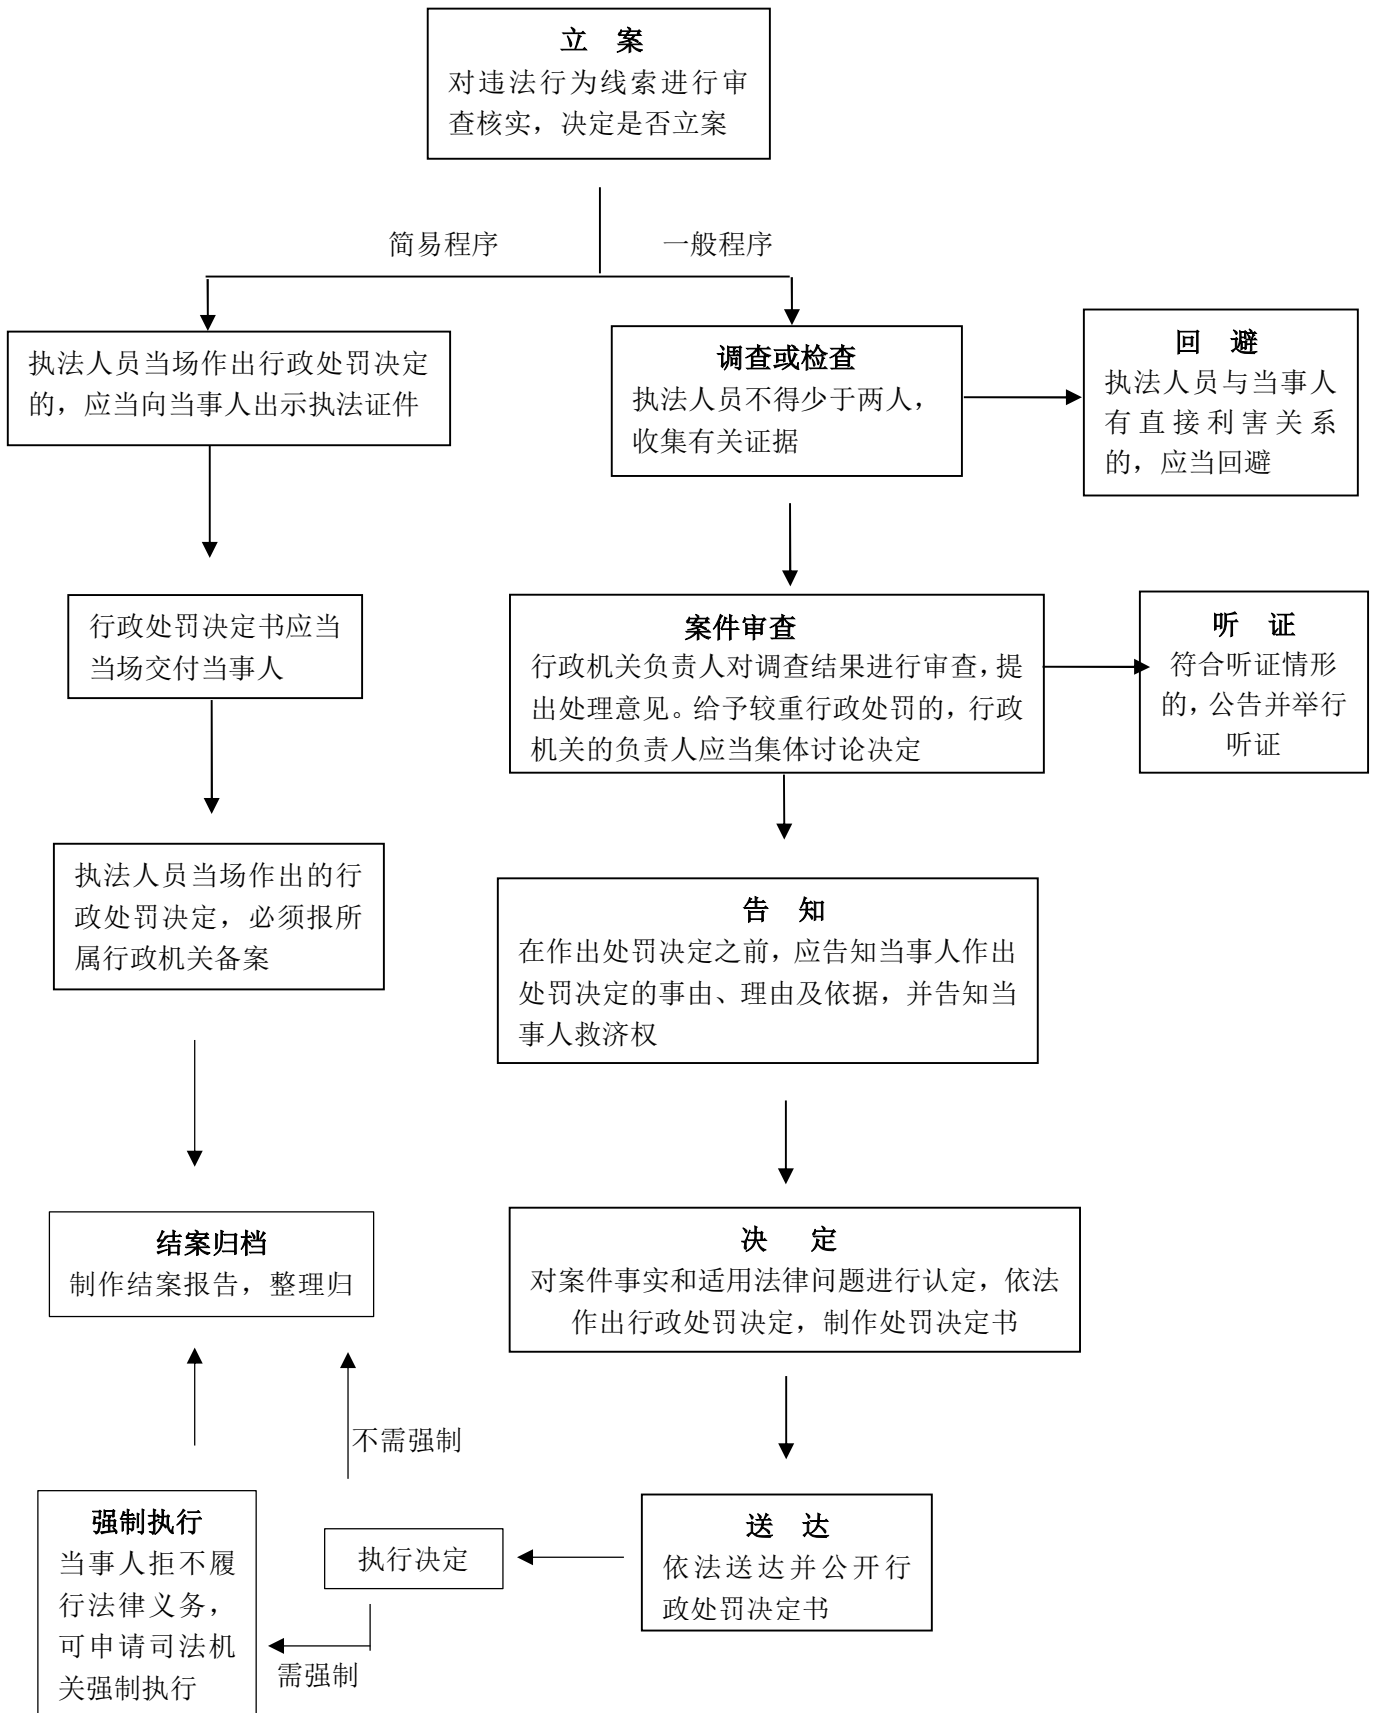 立　案
对违法行为线索进行审
查核实，决定是否立案
简易程序
一般程序
执法人员当场作出行政处罚决定
的，应当向当事人出示执法证件
调查或检查
执法人员不得少于两人，
收集有关证据
回　避
执法人员与当事人
有直接利害关系
的，应当回避
行政处罚决定书应当
当场交付当事人
案件审查
行政机关负责人对调查结果进行审查，提
出处理意见。给予较重行政处罚的，行政
机关的负责人应当集体讨论决定
听　证
符合听证情形
的，公告并举行
听证
执法人员当场作出的行
政处罚决定，必须报所
属行政机关备案
告　知
在作出处罚决定之前，应告知当事人作出
处罚决定的事由、理由及依据，并告知当
事人救济权
结案归档
制作结案报告，整理归
决　定
对案件事实和适用法律问题进行认定，依法
作出行政处罚决定，制作处罚决定书
不需强制
强制执行
当事人拒不履
行法律义务，
可申请司法机
关强制执行
执行决定
需强制
送　达
依法送达并公开行
政处罚决定书